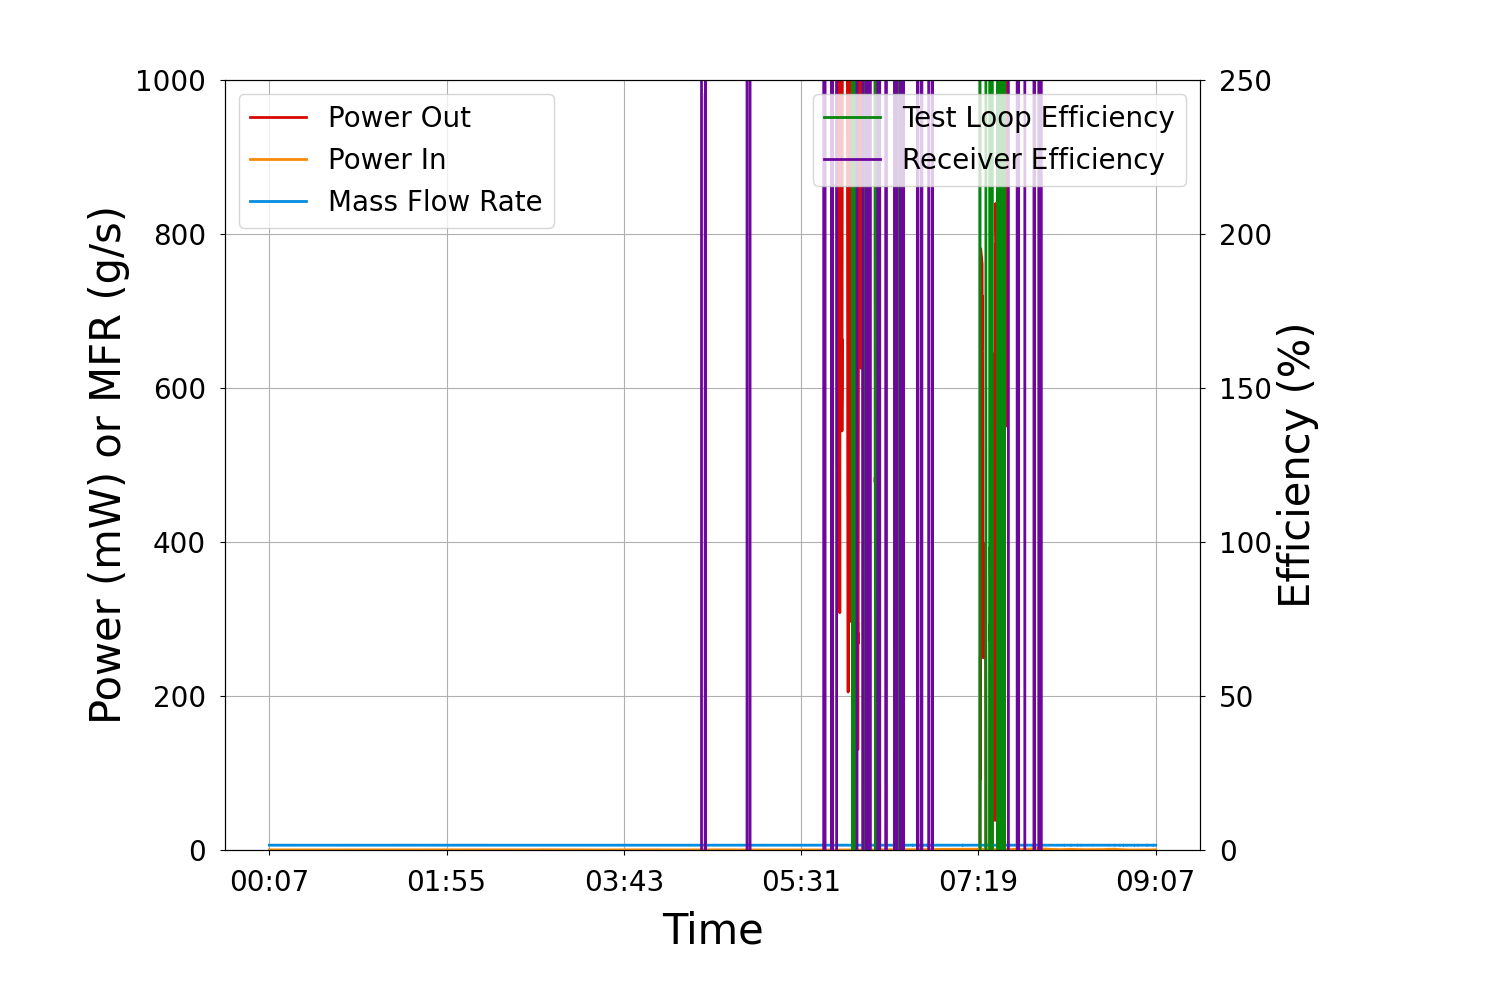 1000
800
600
400
200
0
Power (mW) or MFR (g/s)
Power Out
Power In
Mass Flow Rate
Test Loop Efficiency
Receiver Efficiency
250
200
150
100
50
0
Efficiency (%)
00:07 01:55 03:43 05:31 07:19 09:07
Time